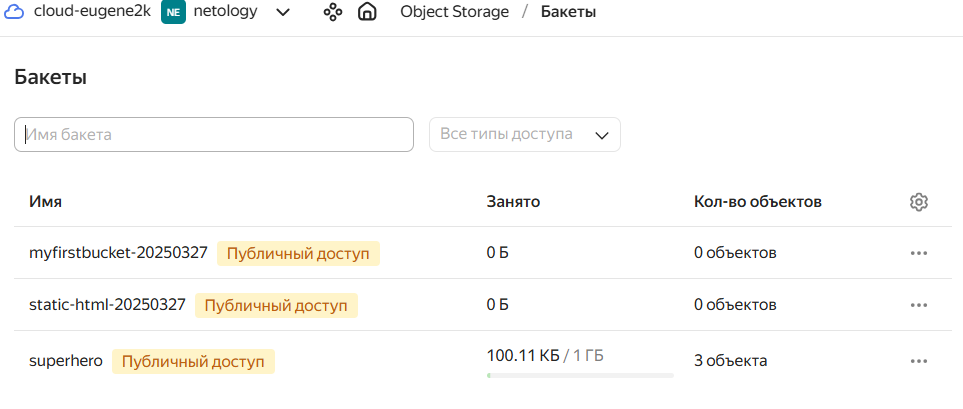 cloud-eugene2k NE netology Object Storage / Бакеты
Бакеты
Имя бакета Все типы доступа
Имя Занято Кол-во объектов
myfirstbucket-20250327 Публичный доступ 0 Б 0 объектов
static-html-20250327 Публичный доступ 0 Б 0 объектов
superhero Публичный доступ 100.11 КБ / 1 ГБ 3 объекта